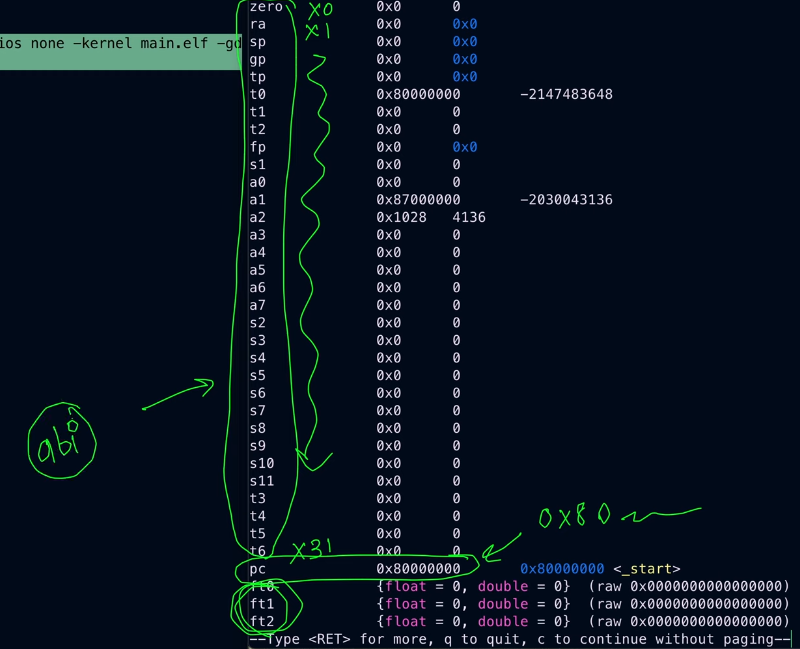 zero 0x0 0 x0
ra 0x0 0x0 x1
ios none -kernel main.elf -gd sp 0x0 0x0
gp 0x0 0x0
tp 0x0 0x0
t0 0x80000000 -2147483648
t1 0x0 0
t2 0x0 0
fp 0x0 0x0
s1 0x0 0
a0 0x0 0
a1 0x87000000 -2030043136
a2 0x1028 4136
a3 0x0 0
a4 0x0 0
a5 0x0 0
a6 0x0 0
a7 0x0 0
s2 0x0 0
s3 0x0 0
s4 0x0 0
s5 0x0 0
s6 0x0 0
s7 0x0 0
s8 0x0 0
abi s9 0x0 0
s10 0x0 0
s11 0x0 0
t3 0x0 0
t4 0x0 0 0x80
t5 0x0 0
t6 x31 0x0 0
pc 0x80000000 0x80000000 <_start>
ft0 {float = 0, double = 0} (raw 0x0000000000000000)
ft1 {float = 0, double = 0} (raw 0x0000000000000000)
ft2 {float = 0, double = 0} (raw 0x0000000000000000)
--Type <RET> for more, q to quit, c to continue without paging--